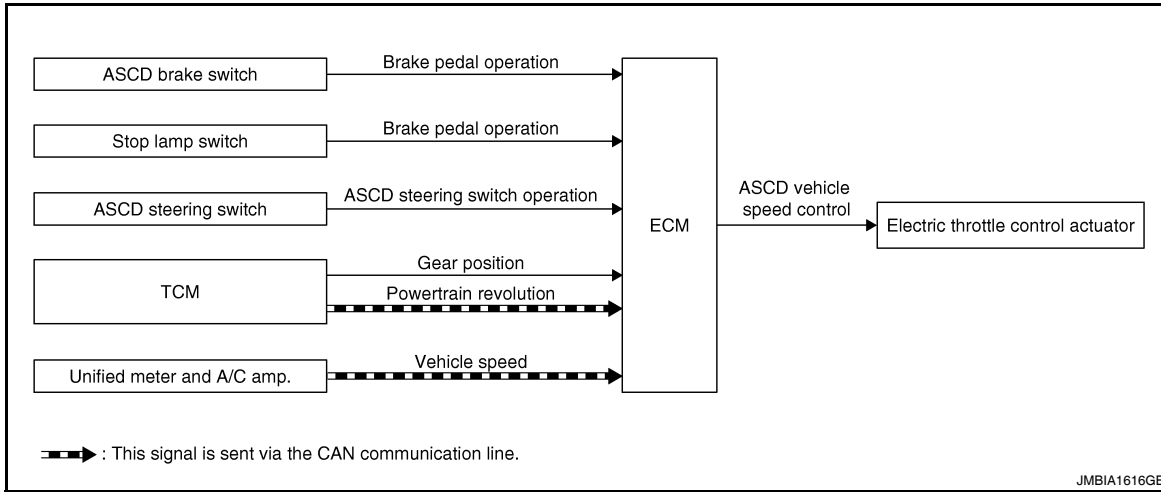 ASCD brake switch
Brake pedal operation
Stop lamp switch
Brake pedal operation
ASCD steering switch
ASCD steering switch operation
TCM
Gear position
Powertrain revolution
Unified meter and A/C amp.
Vehicle speed
ECM
ASCD vehicle
speed control
Electric throttle control actuator
: This signal is sent via the CAN communication line.
JMBIA1616GB